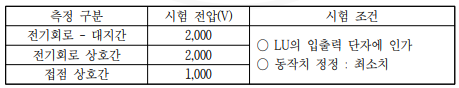 측정 구분 시험 전압(V) 시험 조건
전기회로 - 대지간 2,000
전기회로 상호간 2,000
접점 상호간 1,000
○ LU의 입출력 단자에 인가
○ 동작치 정정 : 최소치